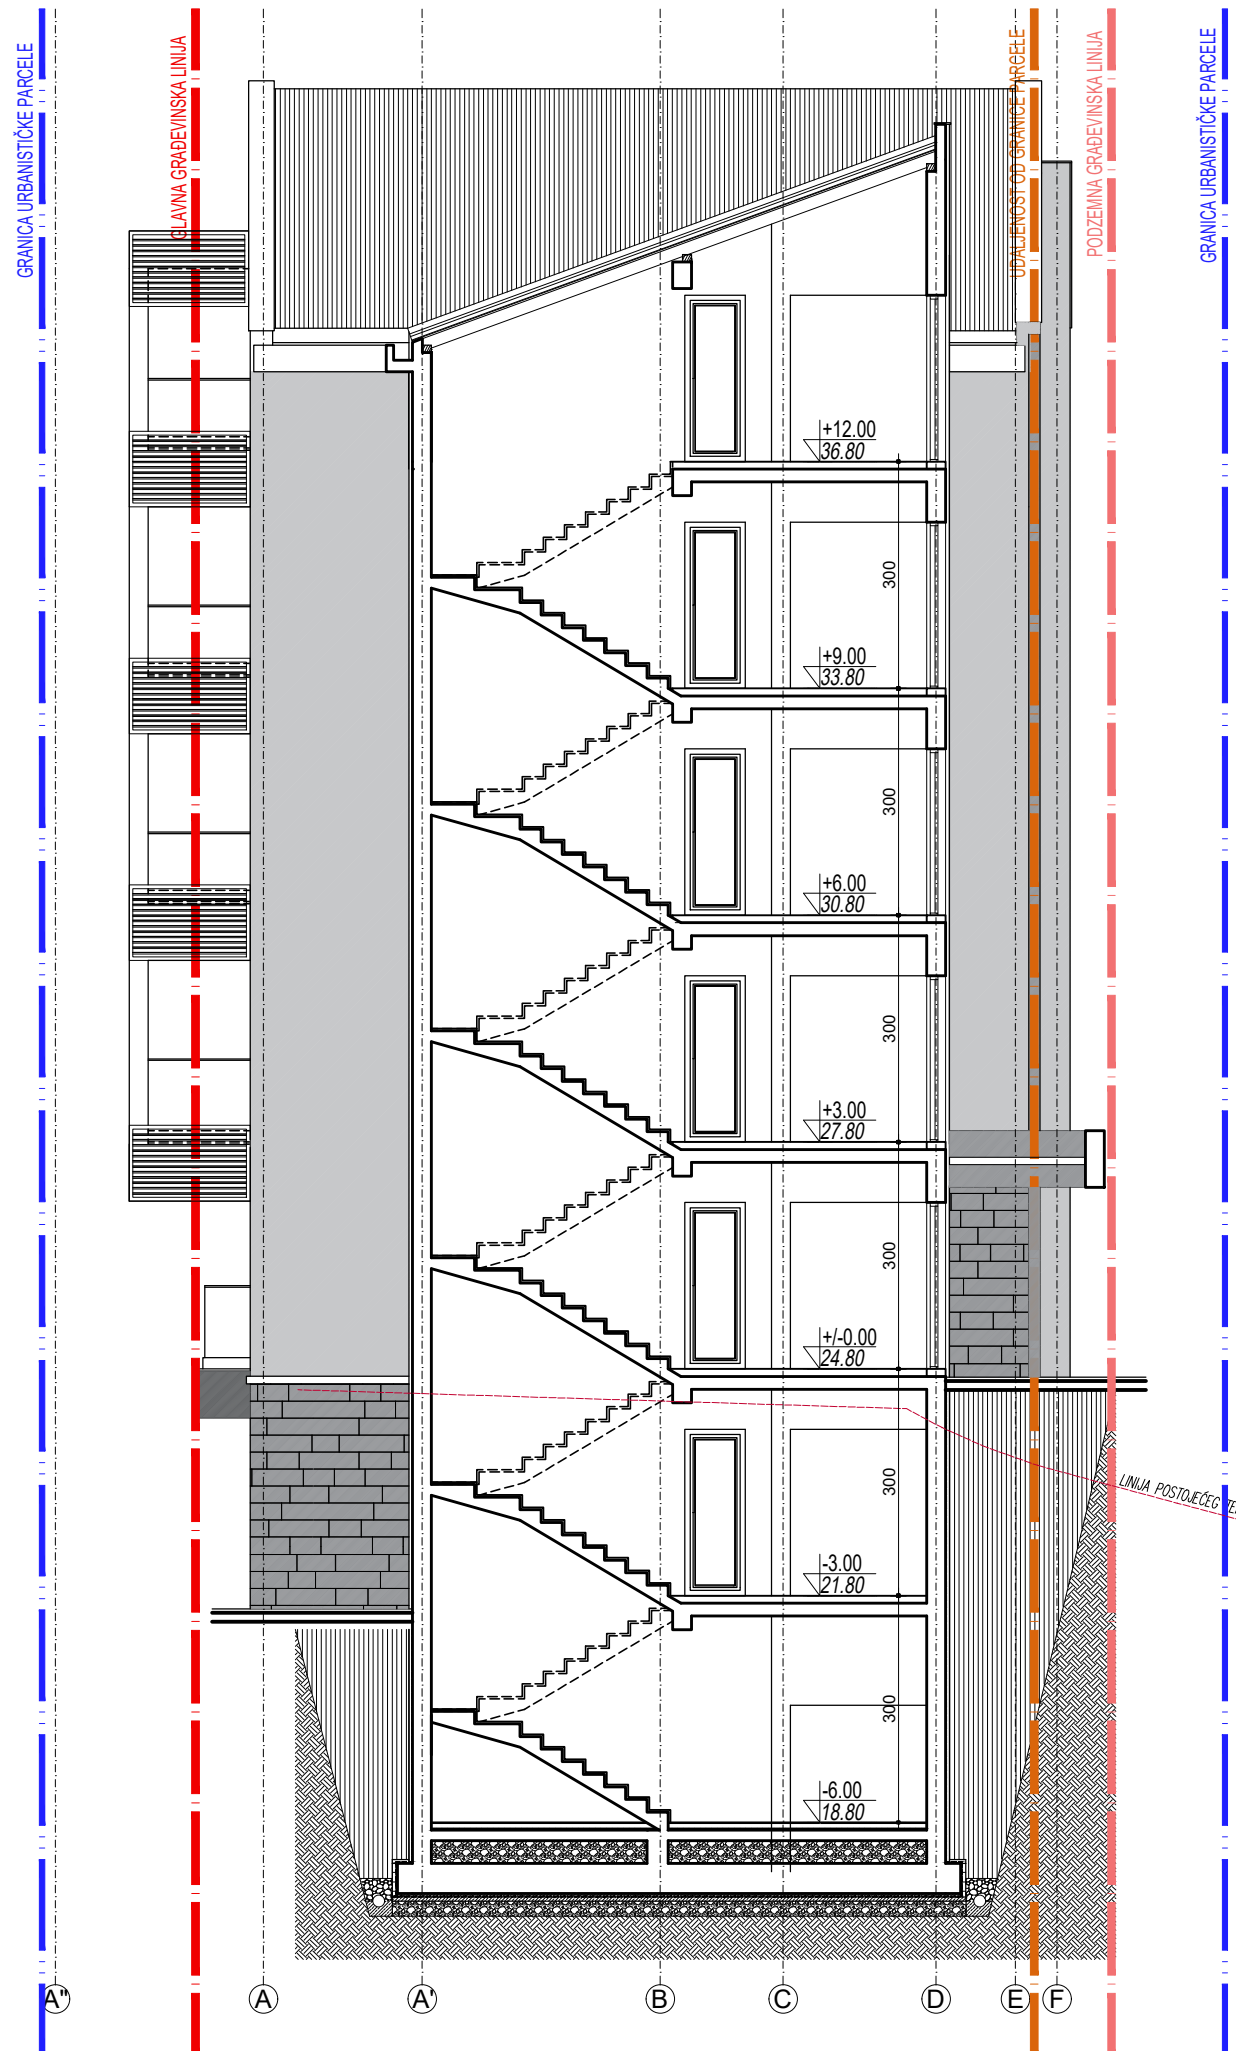 GRANICA URBANISTIČKE PARCELE
GLAVNA GRAĐEVINSKA LINIJA
UDALJENOST OD GRANICE PARCELE
PODZEMNA GRAĐEVINSKA LINIJA
GRANICA URBANISTIČKE PARCELE
+12.00
36.80
300
+9.00
33.80
300
+6.00
30.80
300
+3.00
27.80
300
+/-0.00
24.80
300
LINIJA POSTOJEĆEG
-3.00
21.80
300
-6.00
18.80
A"
A
A'
B
C
D
E
F